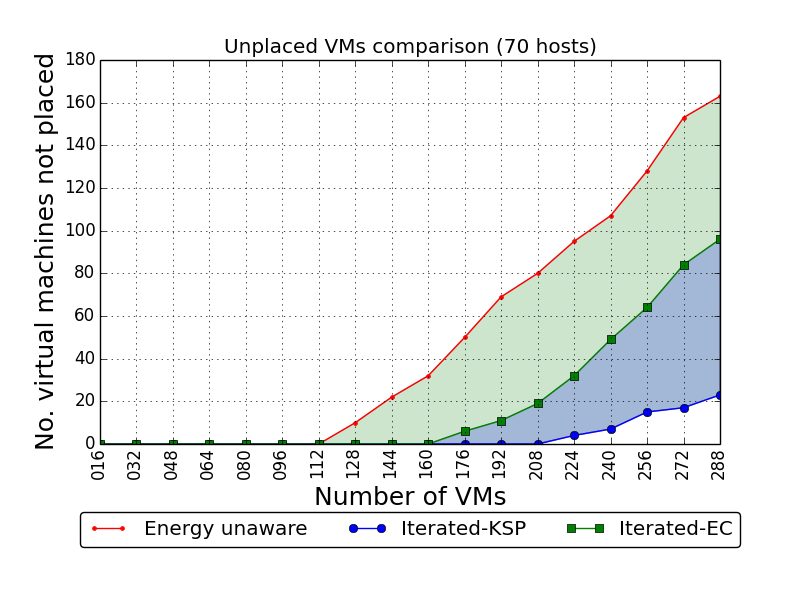 Unplaced VMs comparison (70 hosts)
No. virtual machines not placed
180
160
140
120
100
80
60
40
20
0
016 032 048 064 080 096 112 128 144 160 176 192 208 224 240 256 272 288
Number of VMs
Energy unaware Iterated-KSP Iterated-EC